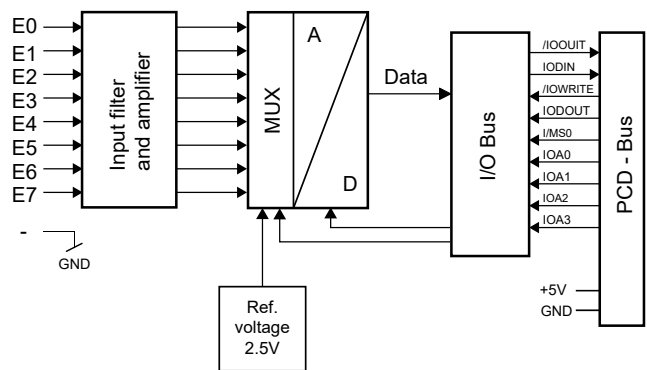 E0
E1
E2
E3
E4
E5
E6
E7
-
GND
Input filter
and amplifier
MUX
A
D
Data
Ref.
voltage
2.5V
I/O Bus
/IOOUIT
IODIN
/IOWRITE
IODOUT
I/MS0
IOA0
IOA1
IOA2
IOA3
+5V
GND
PCD - Bus